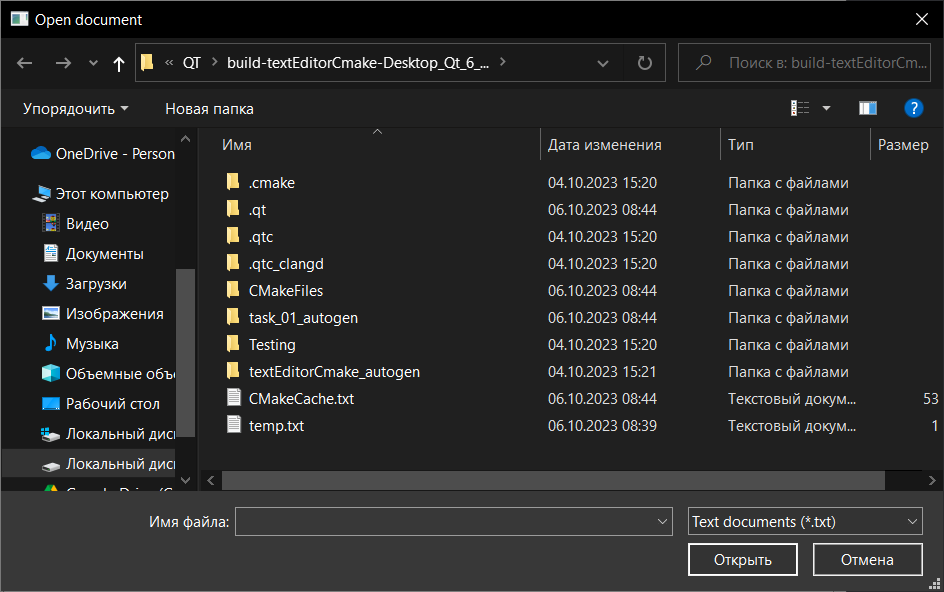 Open document
« QT > build-textEditorCmake-Desktop_Qt_6_... >
Поиск в: build-textEditorCm...
Упорядочить Новая папка
?
OneDrive - Person
Этот компьютер
Видео
Документы
Загрузки
Изображения
Музыка
Объемные объ
Рабочий стол
Локальный дис
Локальный дис
Имя Дата изменения Тип Размер
.cmake 04.10.2023 15:20 Папка с файлами
.qt 06.10.2023 08:44 Папка с файлами
.qtc 04.10.2023 15:20 Папка с файлами
.qtc_clangd 04.10.2023 15:20 Папка с файлами
CMakeFiles 06.10.2023 08:44 Папка с файлами
task_01_autogen 06.10.2023 08:44 Папка с файлами
Testing 04.10.2023 15:20 Папка с файлами
textEditorCmake_autogen 04.10.2023 15:21 Папка с файлами
CMakeCache.txt 06.10.2023 08:44 Текстовый докум... 53
temp.txt 06.10.2023 08:39 Текстовый докум... 1
Имя файла:
Text documents (*.txt)
Открыть Отмена